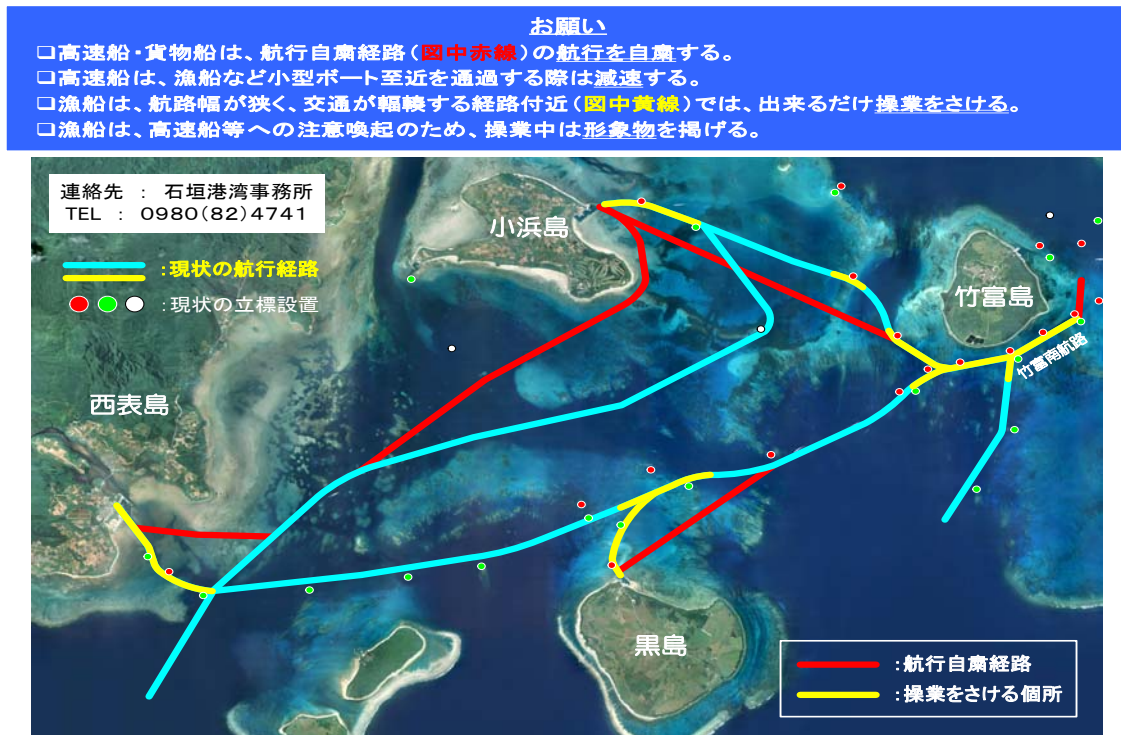 お願い
□高速船・貨物船は、航行自粛経路(図中赤線)の航行を自粛する。
□高速船は、漁船など小型ボート至近を通過する際は減速する。
□漁船は、航路幅が狭く、交通が輻輳する経路付近(図中黄線)では、出来るだけ操業をさける。
□漁船は、高速船等への注意喚起のため、操業中は形象物を掲げる。
連絡先 : 石垣港湾事務所
TEL : 0980(82)4741
小浜島
:現状の航行経路
:現状の立標設置
竹富島
竹富南航路
西表島
黒島
:航行自粛経路
:操業をさける個所